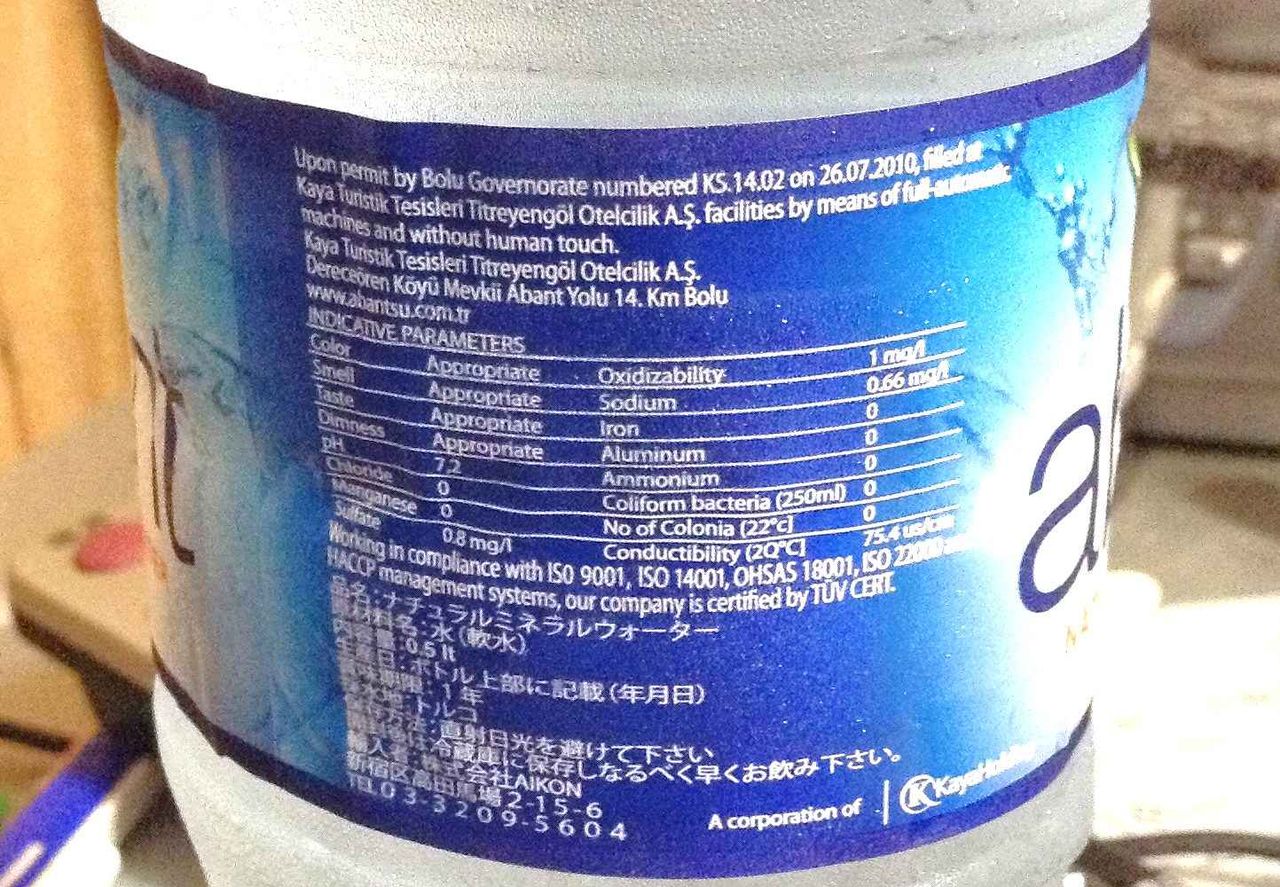 Upon permit by Bolu Governorate numbered KS.14.02 on 26.07.2010, filled at
Kaya Turistik Tesisleri Titreyengöl Otelcilik A.Ş. facilities by means of full-automatic
machines and without human touch.
Kaya Turistik Tesisleri Titreyengöl Otelcilik A.Ş.
Dereceören Köyü Mevkii Abant Yolu 14. Km Bolu
www.abantsu.com.tr
INDICATIVE PARAMETERS
Color Appropriate Oxidizability 1 mg/l
Smell Appropriate Sodium 0.66 mg/l
Taste Appropriate Iron 0
Dimness Appropriate Aluminum 0
pH 7.2 Ammonium 0
Chloride 0 Coliform bacteria (250ml) 0
Manganese 0 No of Colonia (22°C) 0
Sulfate 0.8 mg/l Conductibility (20°C) 75.4 us/cm
Working in compliance with ISO 9001, ISO 14001, OHSAS 18001, ISO 22000
HACCP management systems, our company is certified by TÜV CERT.
品名：ナチュラルミネラルウォーター
原材料名：水（軟水）
内容量：0.5 lt
ボトル上部に記載（年月日）
：1年
採水地：トルコ
保存方法：直射日光を避けて下さい
開封後は冷蔵庫に保存しなるべく早くお飲み下さい。
輸入者：株式会社AIKON
新宿区高田馬場2-15-6
TEL03-3209-5604
A corporation of
K Kaya Holding
nt
a